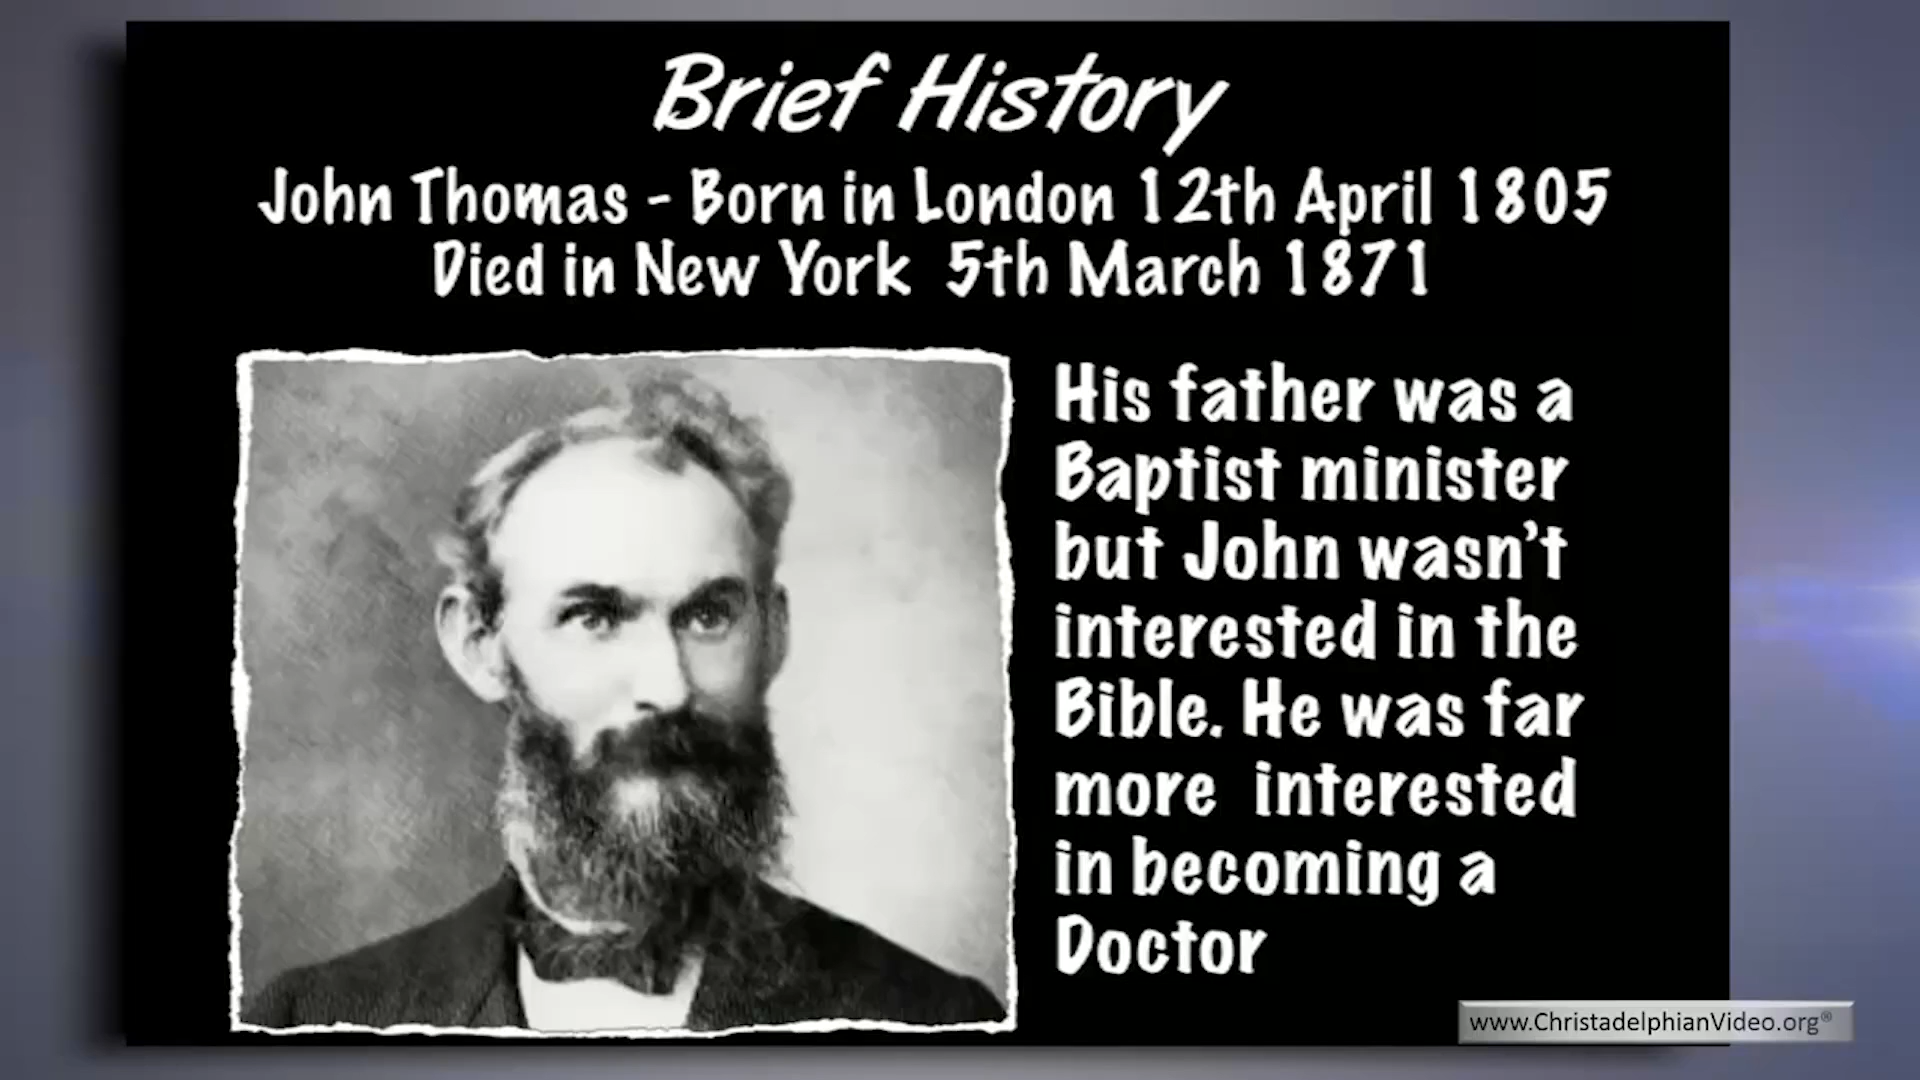 Brief History
John Thomas - Born in London 12th April 1805
Died in New York 5th March 1871
His father was a
Baptist minister
but John wasn't
interested in the
Bible. He was far
more interested
in becoming a
Doctor
www.ChristadelphianVideo.org®